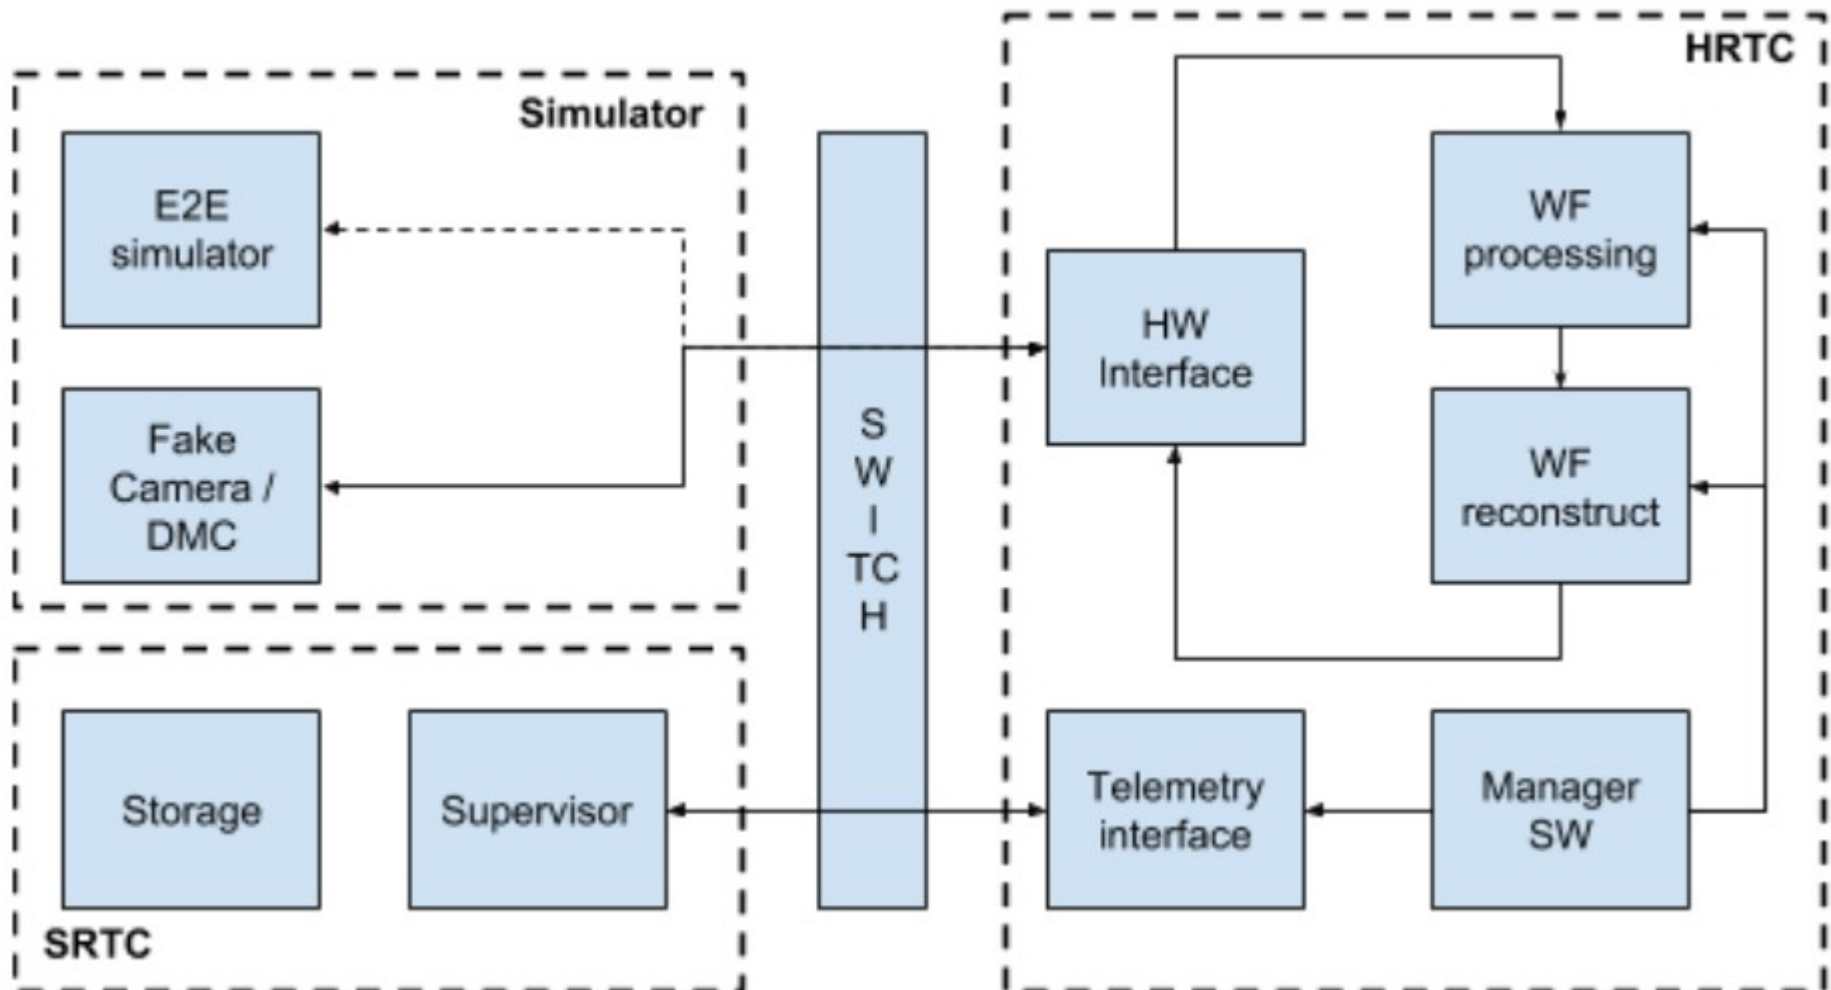 HRTC
Simulator
E2E
simulator
Fake
Camera /
DMC
S
W
I
TC
H
HW
Interface
WF
processing
WF
reconstruct
Storage
Supervisor
SRTC
Telemetry
interface
Manager
SW